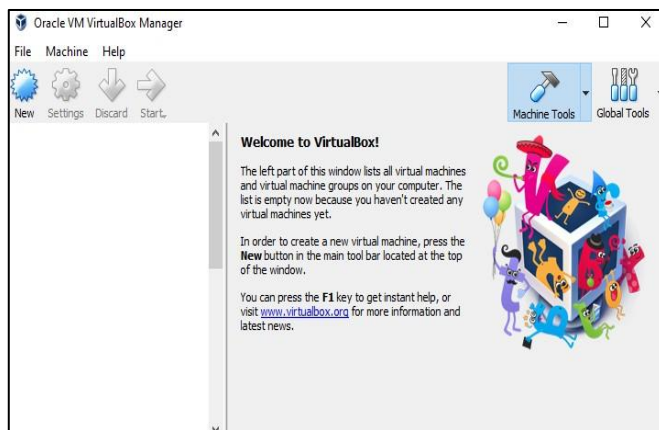 Oracle VM VirtualBox Manager
File Machine Help
New Settings Discard Start
Machine Tools Global Tools
Welcome to VirtualBox!
The left part of this window lists all virtual machines
and virtual machine groups on your computer. The
list is empty now because you haven't created any
virtual machines yet.
In order to create a new virtual machine, press the
New button in the main tool bar located at the top
of the window.
You can press the F1 key to get instant help, or
visit www.virtualbox.org for more information and
latest news.